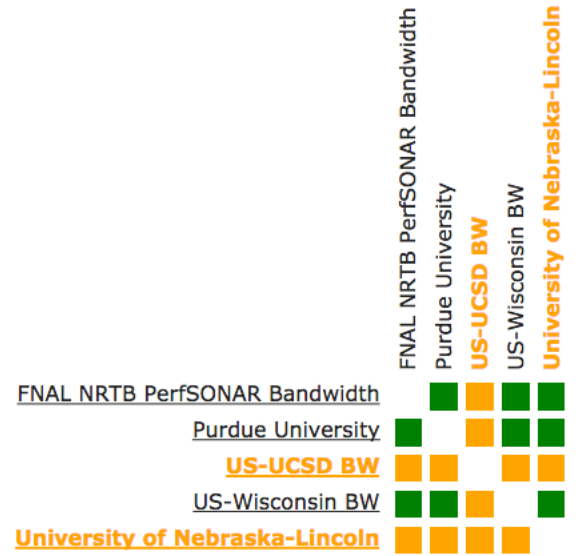 FNAL NRTB PerfSONAR Bandwidth
Purdue University
US-UCSD BW
US-Wisconsin BW
University of Nebraska-Lincoln
FNAL NRTB PerfSONAR Bandwidth
Purdue University
US-UCSD BW
US-Wisconsin BW
University of Nebraska-Lincoln